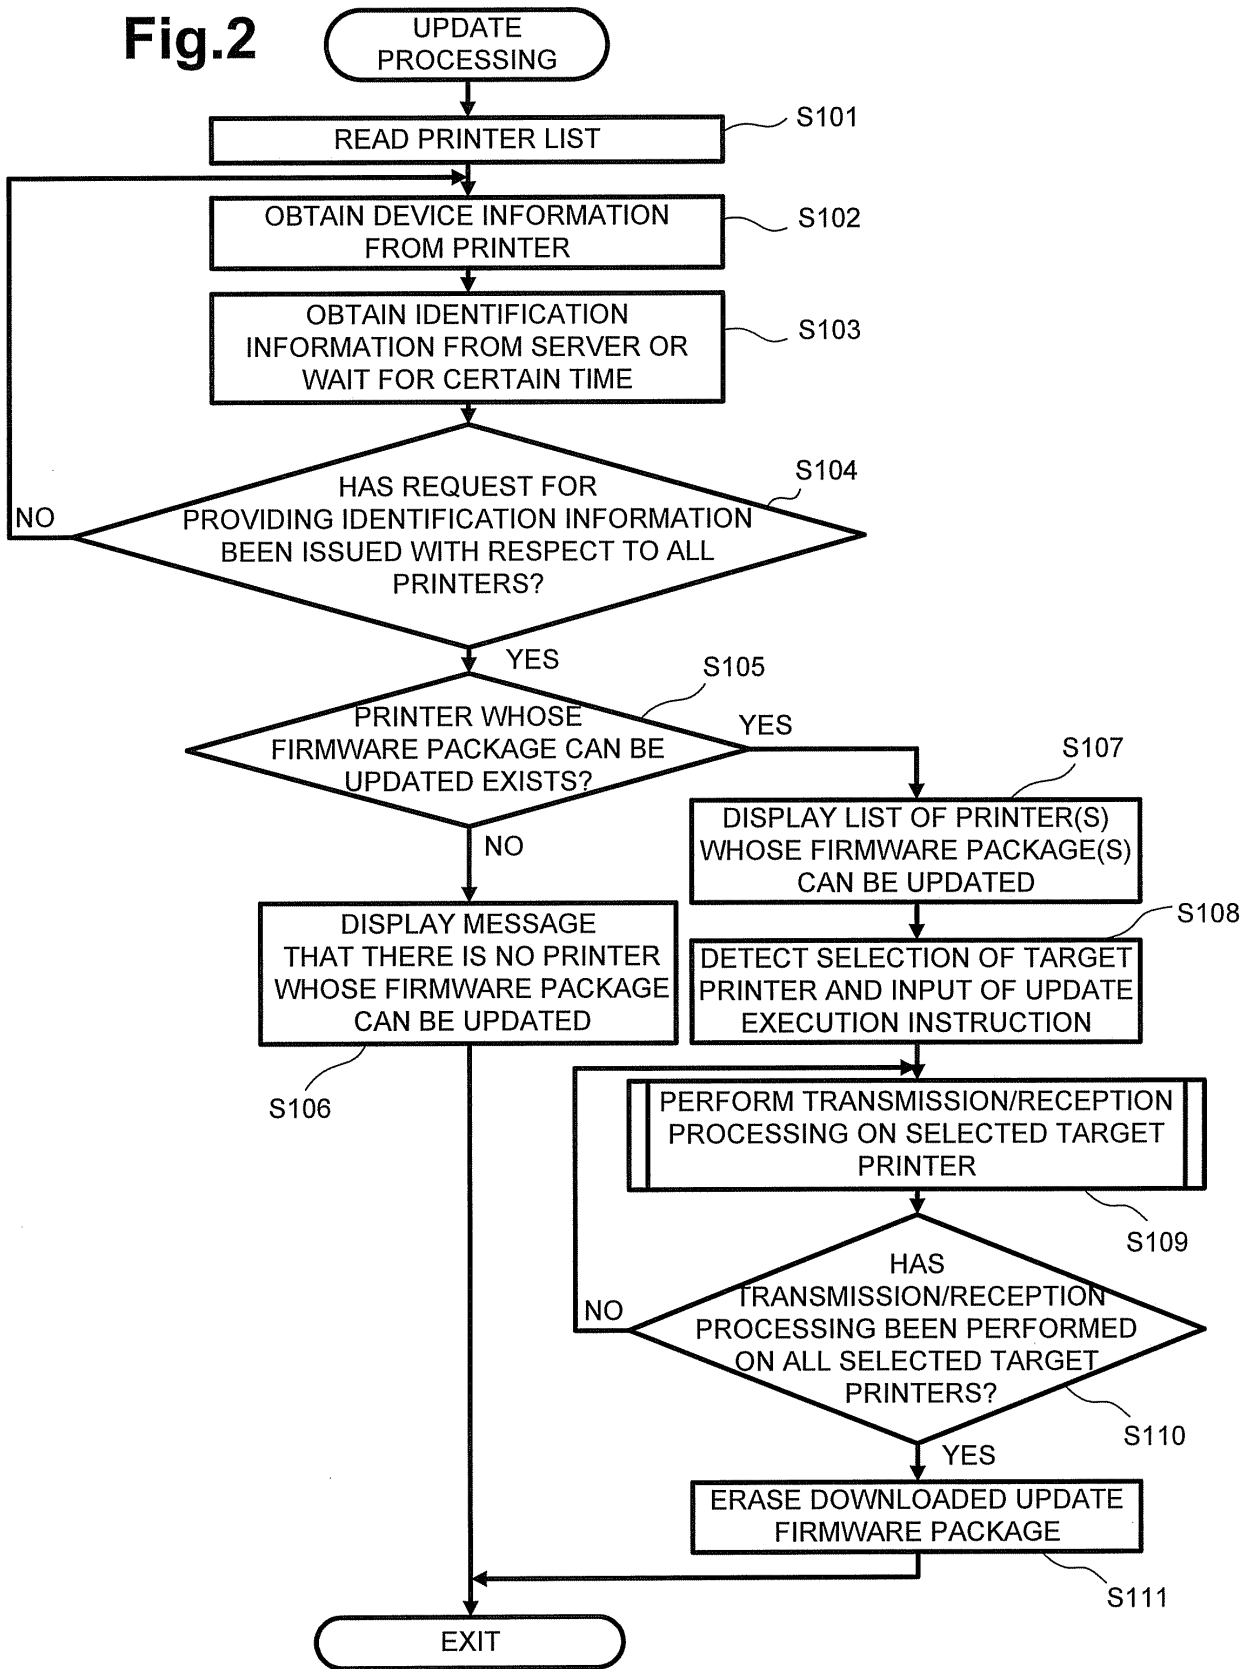 Fig.2
UPDATE
PROCESSING
READ PRINTER LIST
S101
OBTAIN DEVICE INFORMATION
FROM PRINTER
S102
OBTAIN IDENTIFICATION
INFORMATION FROM SERVER OR
WAIT FOR CERTAIN TIME
S103
HAS REQUEST FOR
PROVIDING IDENTIFICATION INFORMATION
BEEN ISSUED WITH RESPECT TO ALL
PRINTERS?
S104
NO
YES
PRINTER WHOSE
FIRMWARE PACKAGE CAN BE
UPDATED EXISTS?
S105
YES
NO
DISPLAY MESSAGE
THAT THERE IS NO PRINTER
WHOSE FIRMWARE PACKAGE
CAN BE UPDATED
S106
S107
DISPLAY LIST OF PRINTER(S)
WHOSE FIRMWARE PACKAGE(S)
CAN BE UPDATED
S108
DETECT SELECTION OF TARGET
PRINTER AND INPUT OF UPDATE
EXECUTION INSTRUCTION
PERFORM TRANSMISSION/RECEPTION
PROCESSING ON SELECTED TARGET
PRINTER
S109
HAS
TRANSMISSION/RECEPTION
PROCESSING BEEN PERFORMED
ON ALL SELECTED TARGET
PRINTERS?
NO
S110
YES
ERASE DOWNLOADED UPDATE
FIRMWARE PACKAGE
S111
EXIT